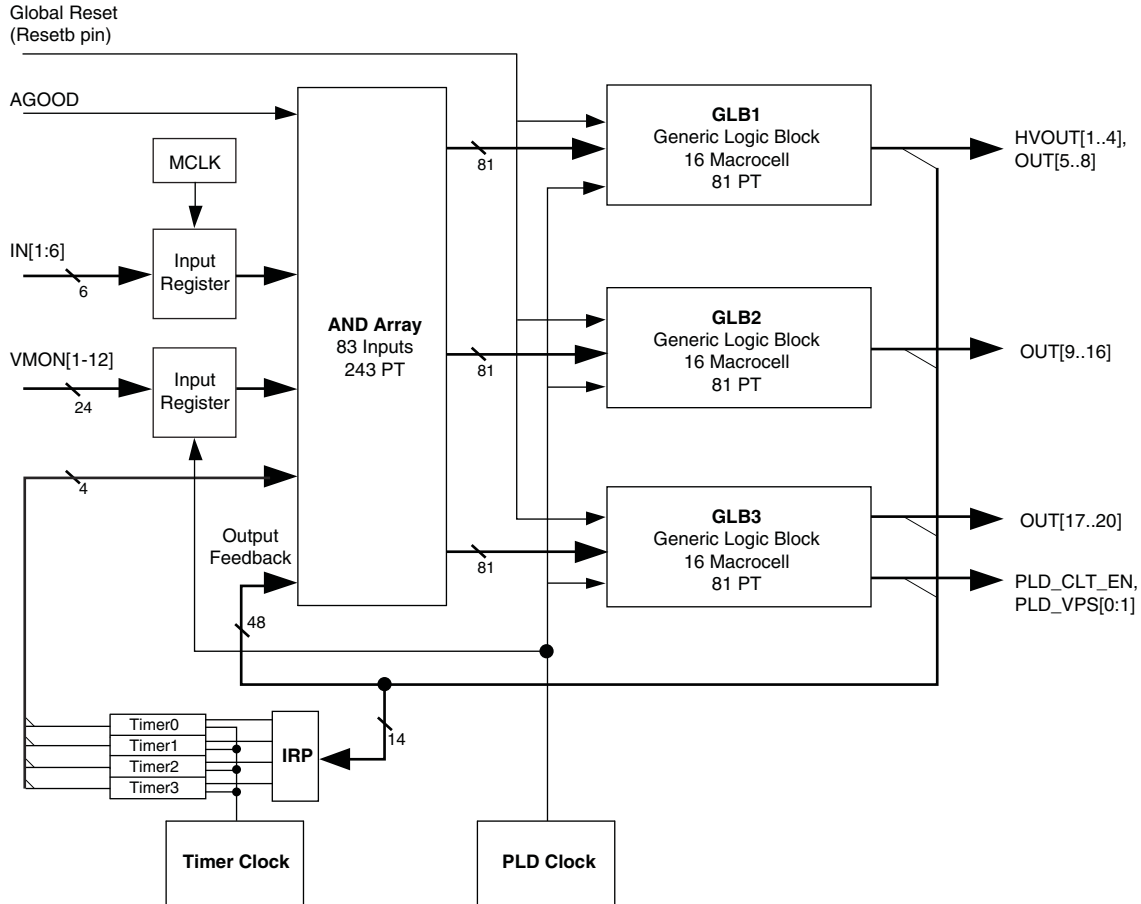 Global Reset
(Resetb pin)
AGOOD
MCLK
IN[1:6]
6
Input
Register
VMON[1-12]
24
Input
Register
4
Output
Feedback
48
AND Array
83 Inputs
243 PT
81
81
81
GLB1
Generic Logic Block
16 Macrocell
81 PT
HVOUT[1..4],
OUT[5..8]
GLB2
Generic Logic Block
16 Macrocell
81 PT
OUT[9..16]
GLB3
Generic Logic Block
16 Macrocell
81 PT
OUT[17..20]
PLD_CLT_EN,
PLD_VPS[0:1]
14
Timer0
Timer1
Timer2
Timer3
IRP
Timer Clock
PLD Clock